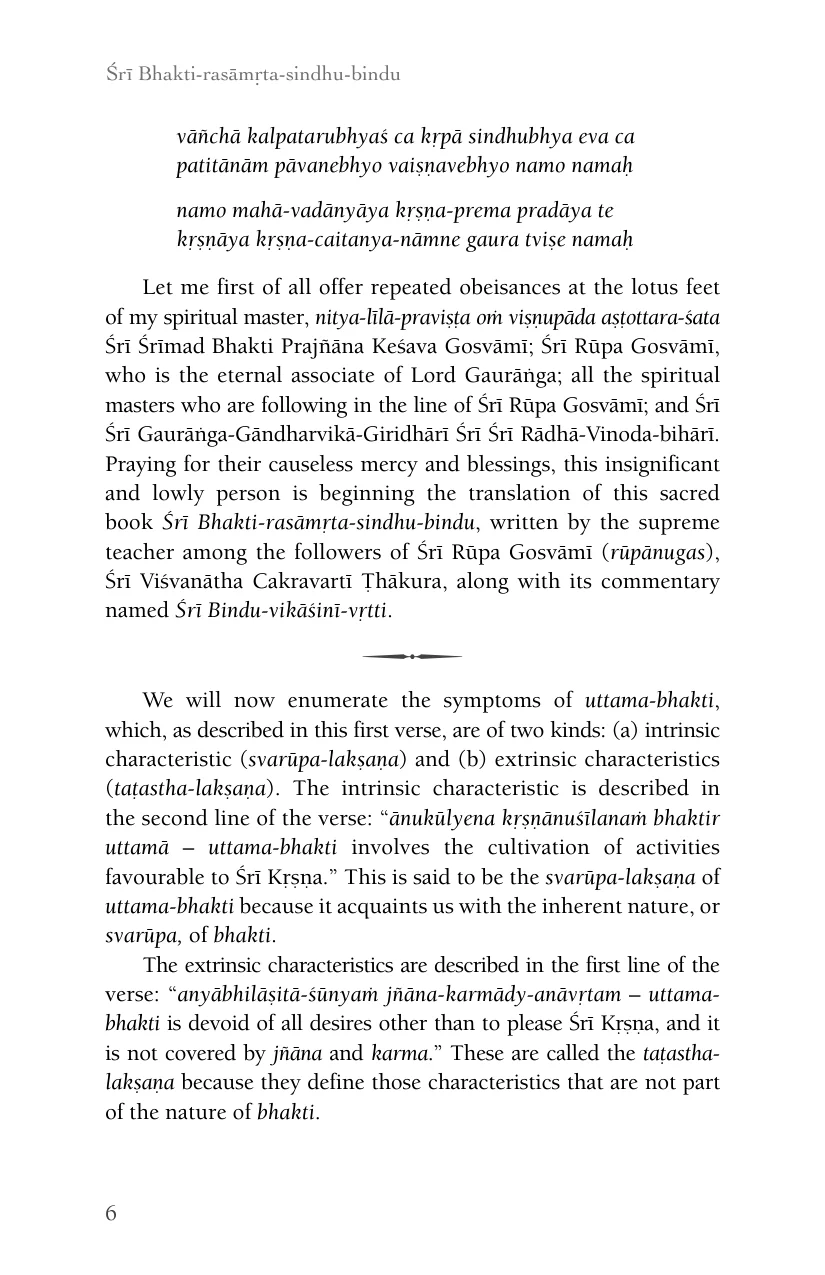 Śrī Bhakti-rasāmṛta-sindhu-bindu
vāñchā kalpatarubhyaś ca kṛpā sindhubhya eva ca
patitānām pāvanebhyo vaiṣṇavebhyo namo namaḥ
namo mahā-vadānyāya kṛṣṇa-prema pradāya te
kṛṣṇāya kṛṣṇa-caitanya-nāmne gaura tviṣe namaḥ
Let me first of all offer repeated obeisances at the lotus feet
of my spiritual master, nitya-līlā-praviṣṭa oṁ viṣṇupāda aṣṭottara-śata
Śrī Śrīmad Bhakti Prajñāna Keśava Gosvāmī; Śrī Rūpa Gosvāmī,
who is the eternal associate of Lord Gaurāṅga; all the spiritual
masters who are following in the line of Śrī Rūpa Gosvāmī; and Śrī
Śrī Gaurāṅga-Gāndharvikā-Giridhārī Śrī Śrī Rādhā-Vinoda-bihārī.
Praying for their causeless mercy and blessings, this insignificant
and lowly person is beginning the translation of this sacred
book Śrī Bhakti-rasāmṛta-sindhu-bindu, written by the supreme
teacher among the followers of Śrī Rūpa Gosvāmī (rūpānugas),
Śrī Viśvanātha Cakravartī Ṭhākura, along with its commentary
named Śrī Bindu-vikāśinī-vṛtti.
We will now enumerate the symptoms of uttama-bhakti,
which, as described in this first verse, are of two kinds: (a) intrinsic
characteristic (svarūpa-lakṣaṇa) and (b) extrinsic characteristics
(taṭastha-lakṣaṇa). The intrinsic characteristic is described in
the second line of the verse: “ānukūlyena kṛṣṇānuśīlanaṁ bhaktir
uttamā – uttama-bhakti involves the cultivation of activities
favourable to Śrī Kṛṣṇa.” This is said to be the svarūpa-lakṣaṇa of
uttama-bhakti because it acquaints us with the inherent nature, or
svarūpa, of bhakti.
The extrinsic characteristics are described in the first line of the
verse: “anyābhilāṣitā-śūnyaṁ jñāna-karmādy-anāvṛtam – uttama-
bhakti is devoid of all desires other than to please Śrī Kṛṣṇa, and it
is not covered by jñāna and karma.” These are called the taṭastha-
lakṣaṇa because they define those characteristics that are not part
of the nature of bhakti.
6